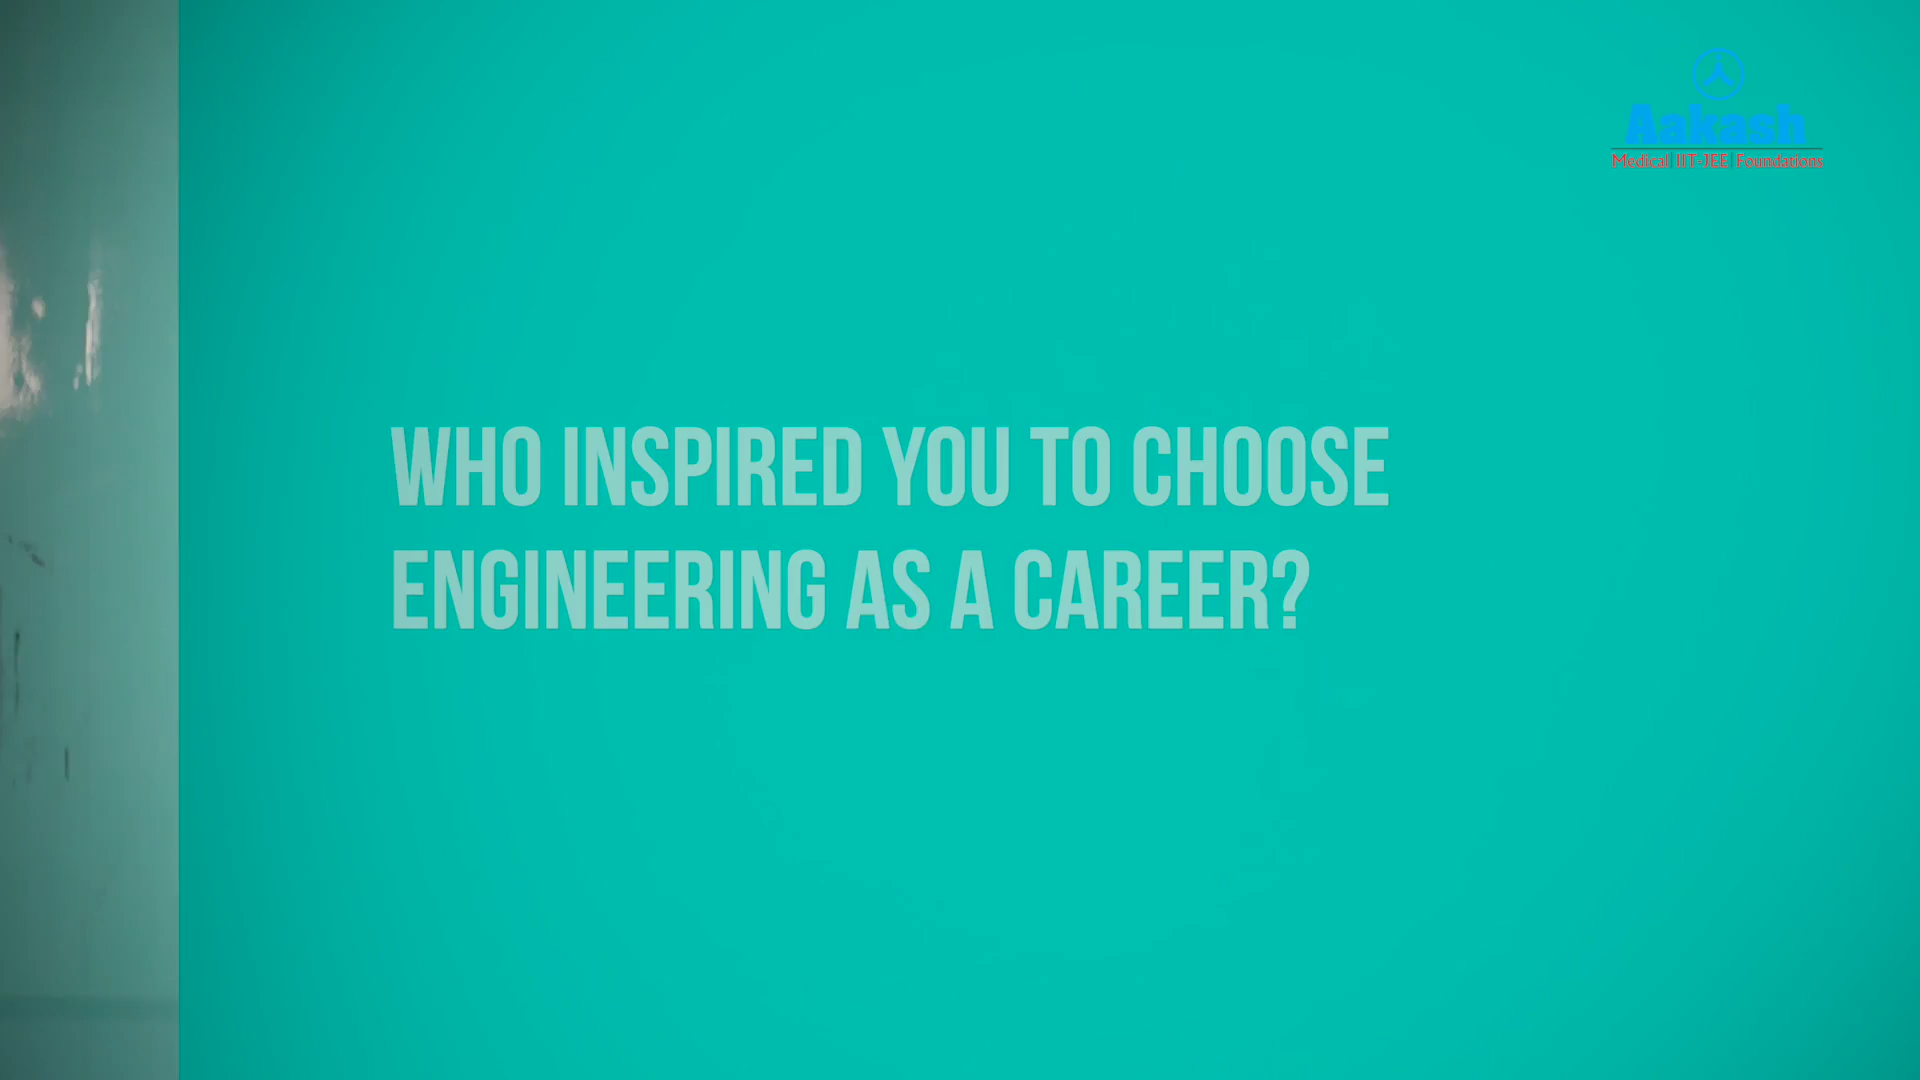 Aakash
Medical|IIT-JEE|Foundations
WHO INSPIRED YOU TO CHOOSE
ENGINEERING AS A CAREER?